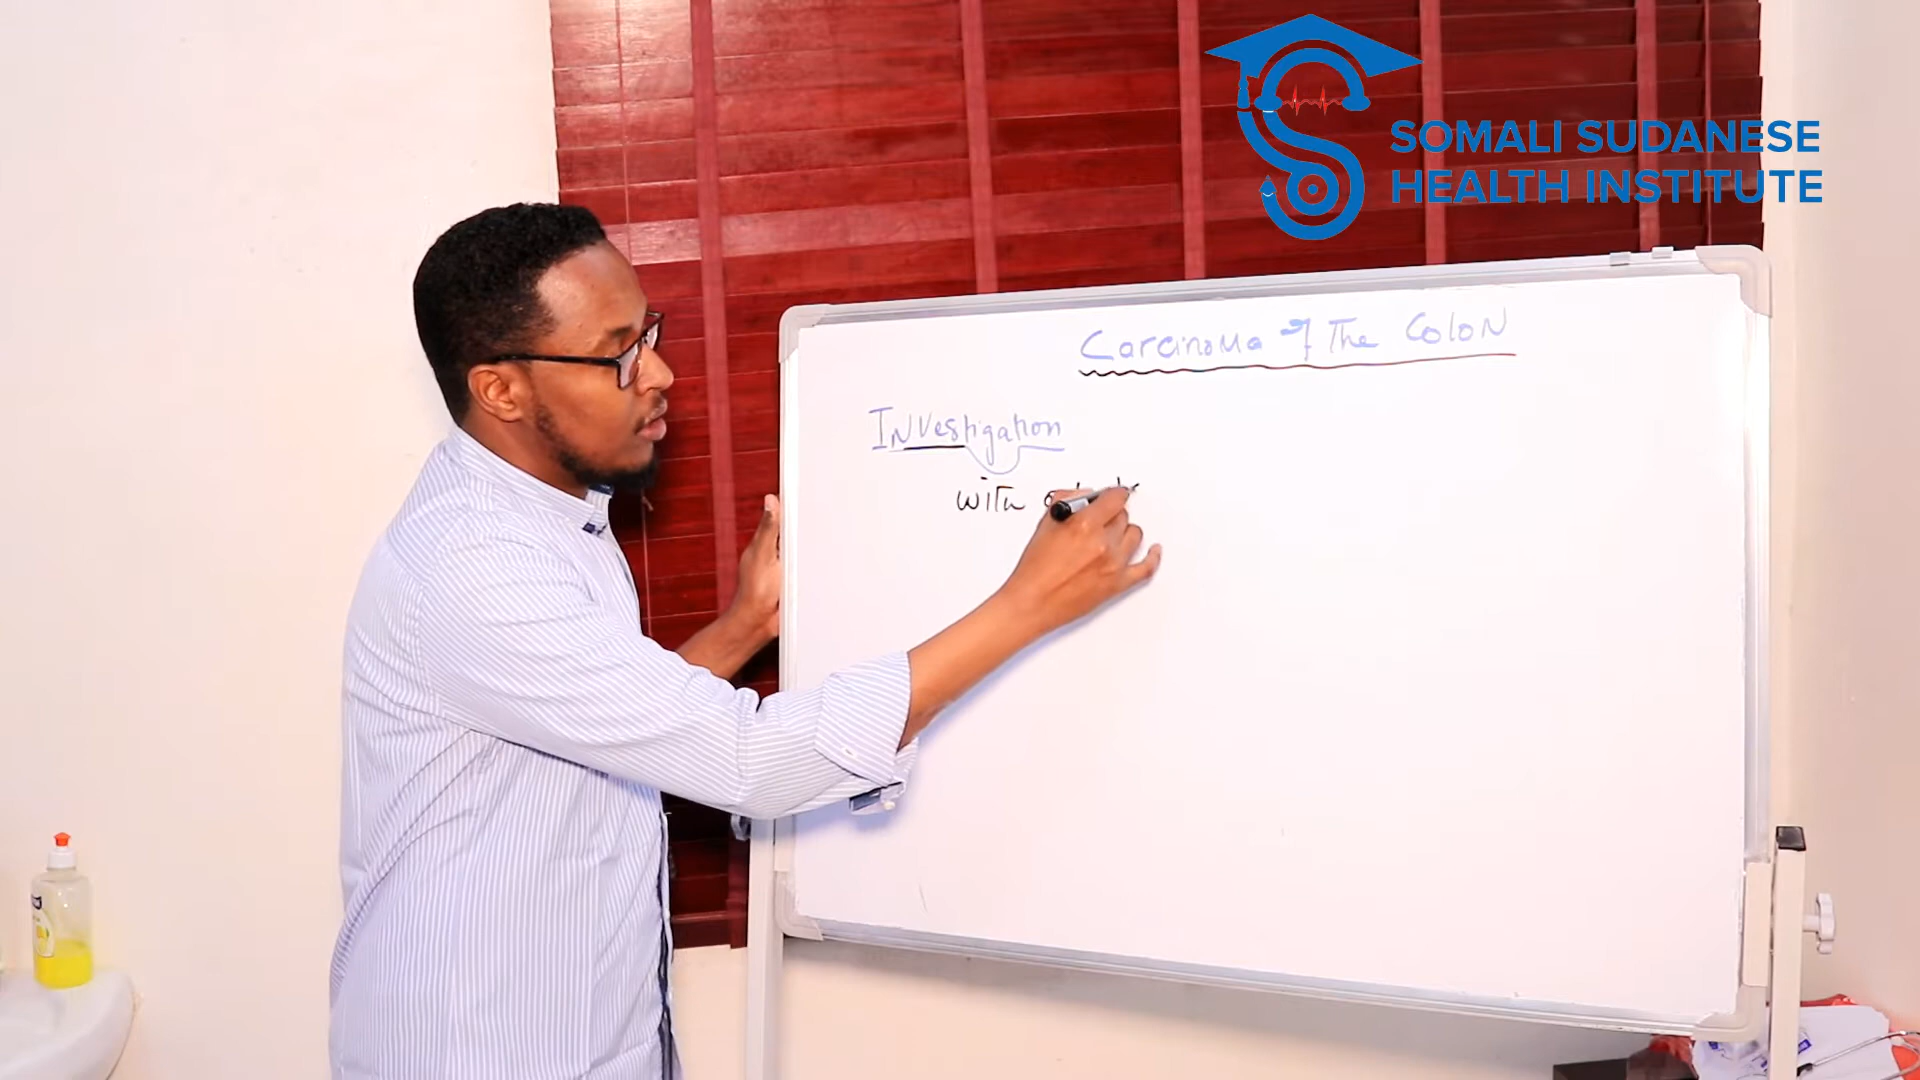 SOMALI SUDANESE
HEALTH INSTITUTE
Carcinoma of The Colon
Investigation
with